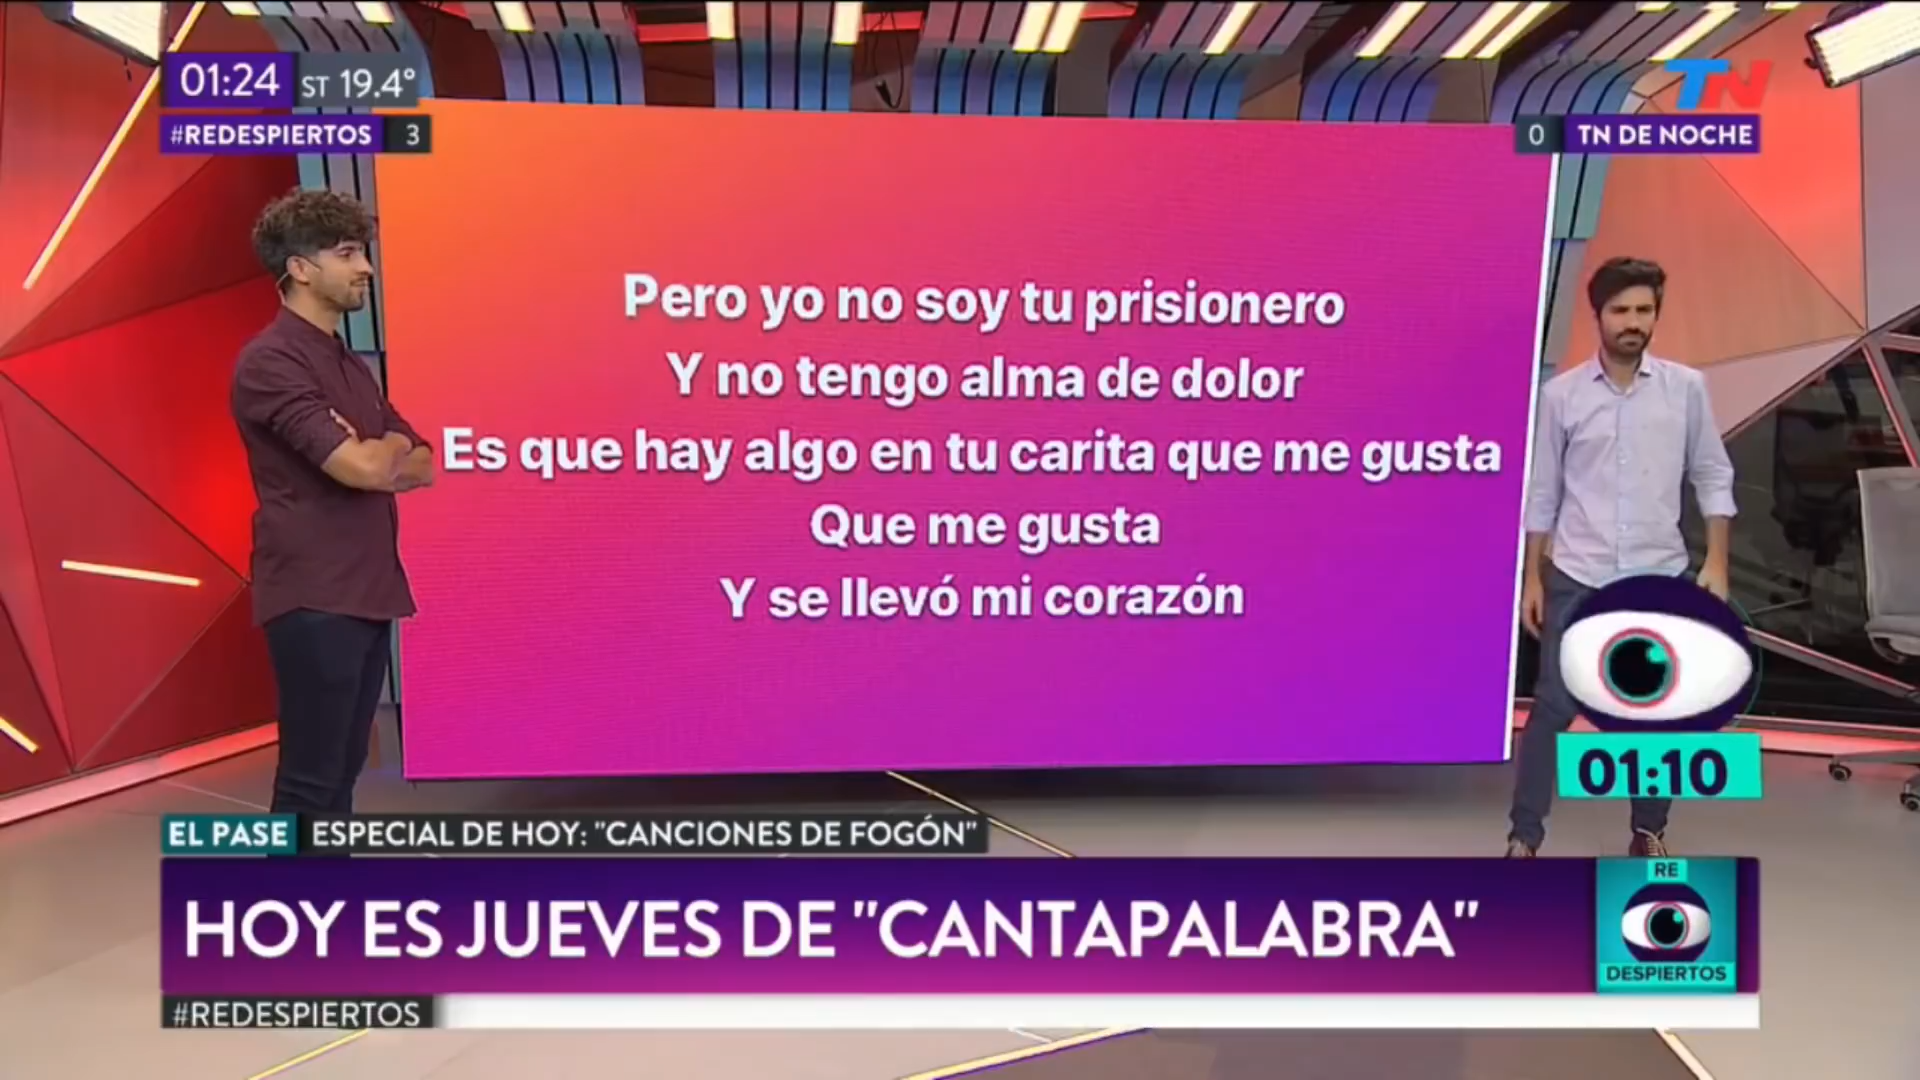 01:24 ST 19.4°
TN
#REDESPIERTOS 3
0 TN DE NOCHE
Pero yo no soy tu prisionero
Y no tengo alma de dolor
Es que hay algo en tu carita que me gusta
Que me gusta
Y se llevó mi corazón
01:10
EL PASE ESPECIAL DE HOY: "CANCIONES DE FOGÓN"
HOY ES JUEVES DE "CANTAPALABRA"
RE
DESPIERTOS
#REDESPIERTOS